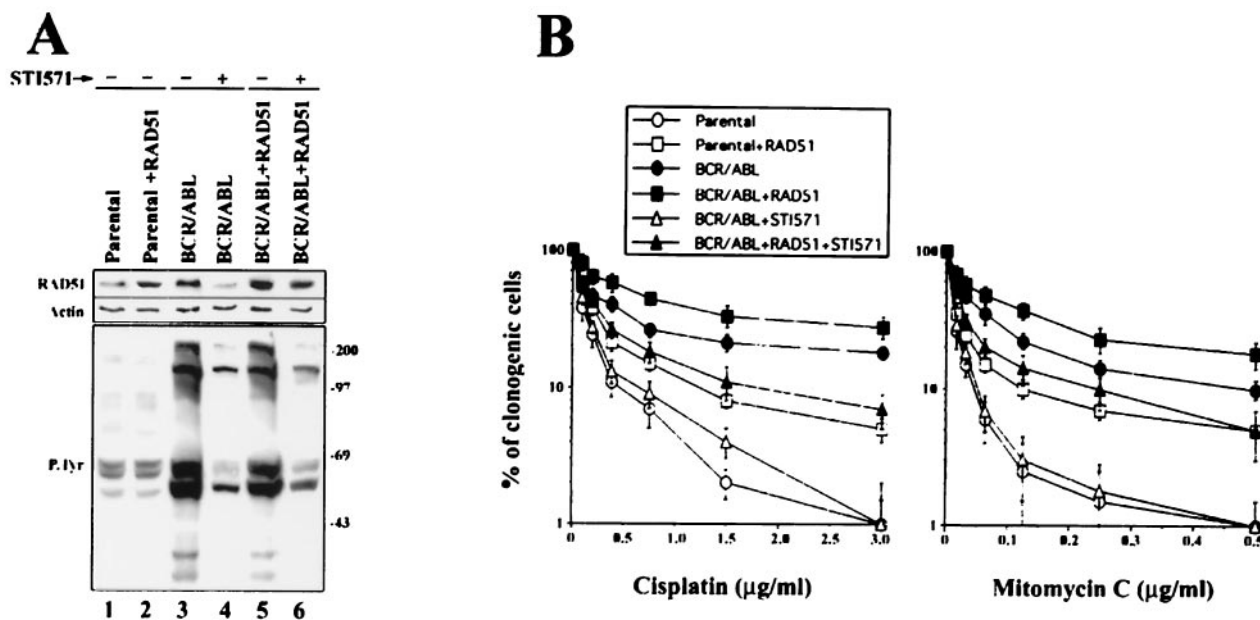 A
STI571→ – – – + – +
Parental
Parental +RAD51
BCR/ABL
BCR/ABL
BCR/ABL+RAD51
BCR/ABL+RAD51
RAD51
Actin
-200
-97
P. Tyr
-69
-43
1 2 3 4 5 6
B
Parental
Parental+RAD51
BCR/ABL
BCR/ABL+RAD51
BCR/ABL+STI571
BCR/ABL+RAD51+STI571
% of clonogenic cells
100
10
1
0.0 0.5 1.0 1.5 2.0 2.5 3.0
Cisplatin (µg/ml)
100
10
1
0.0 0.1 0.2 0.3 0.4 0.5
Mitomycin C (µg/ml)